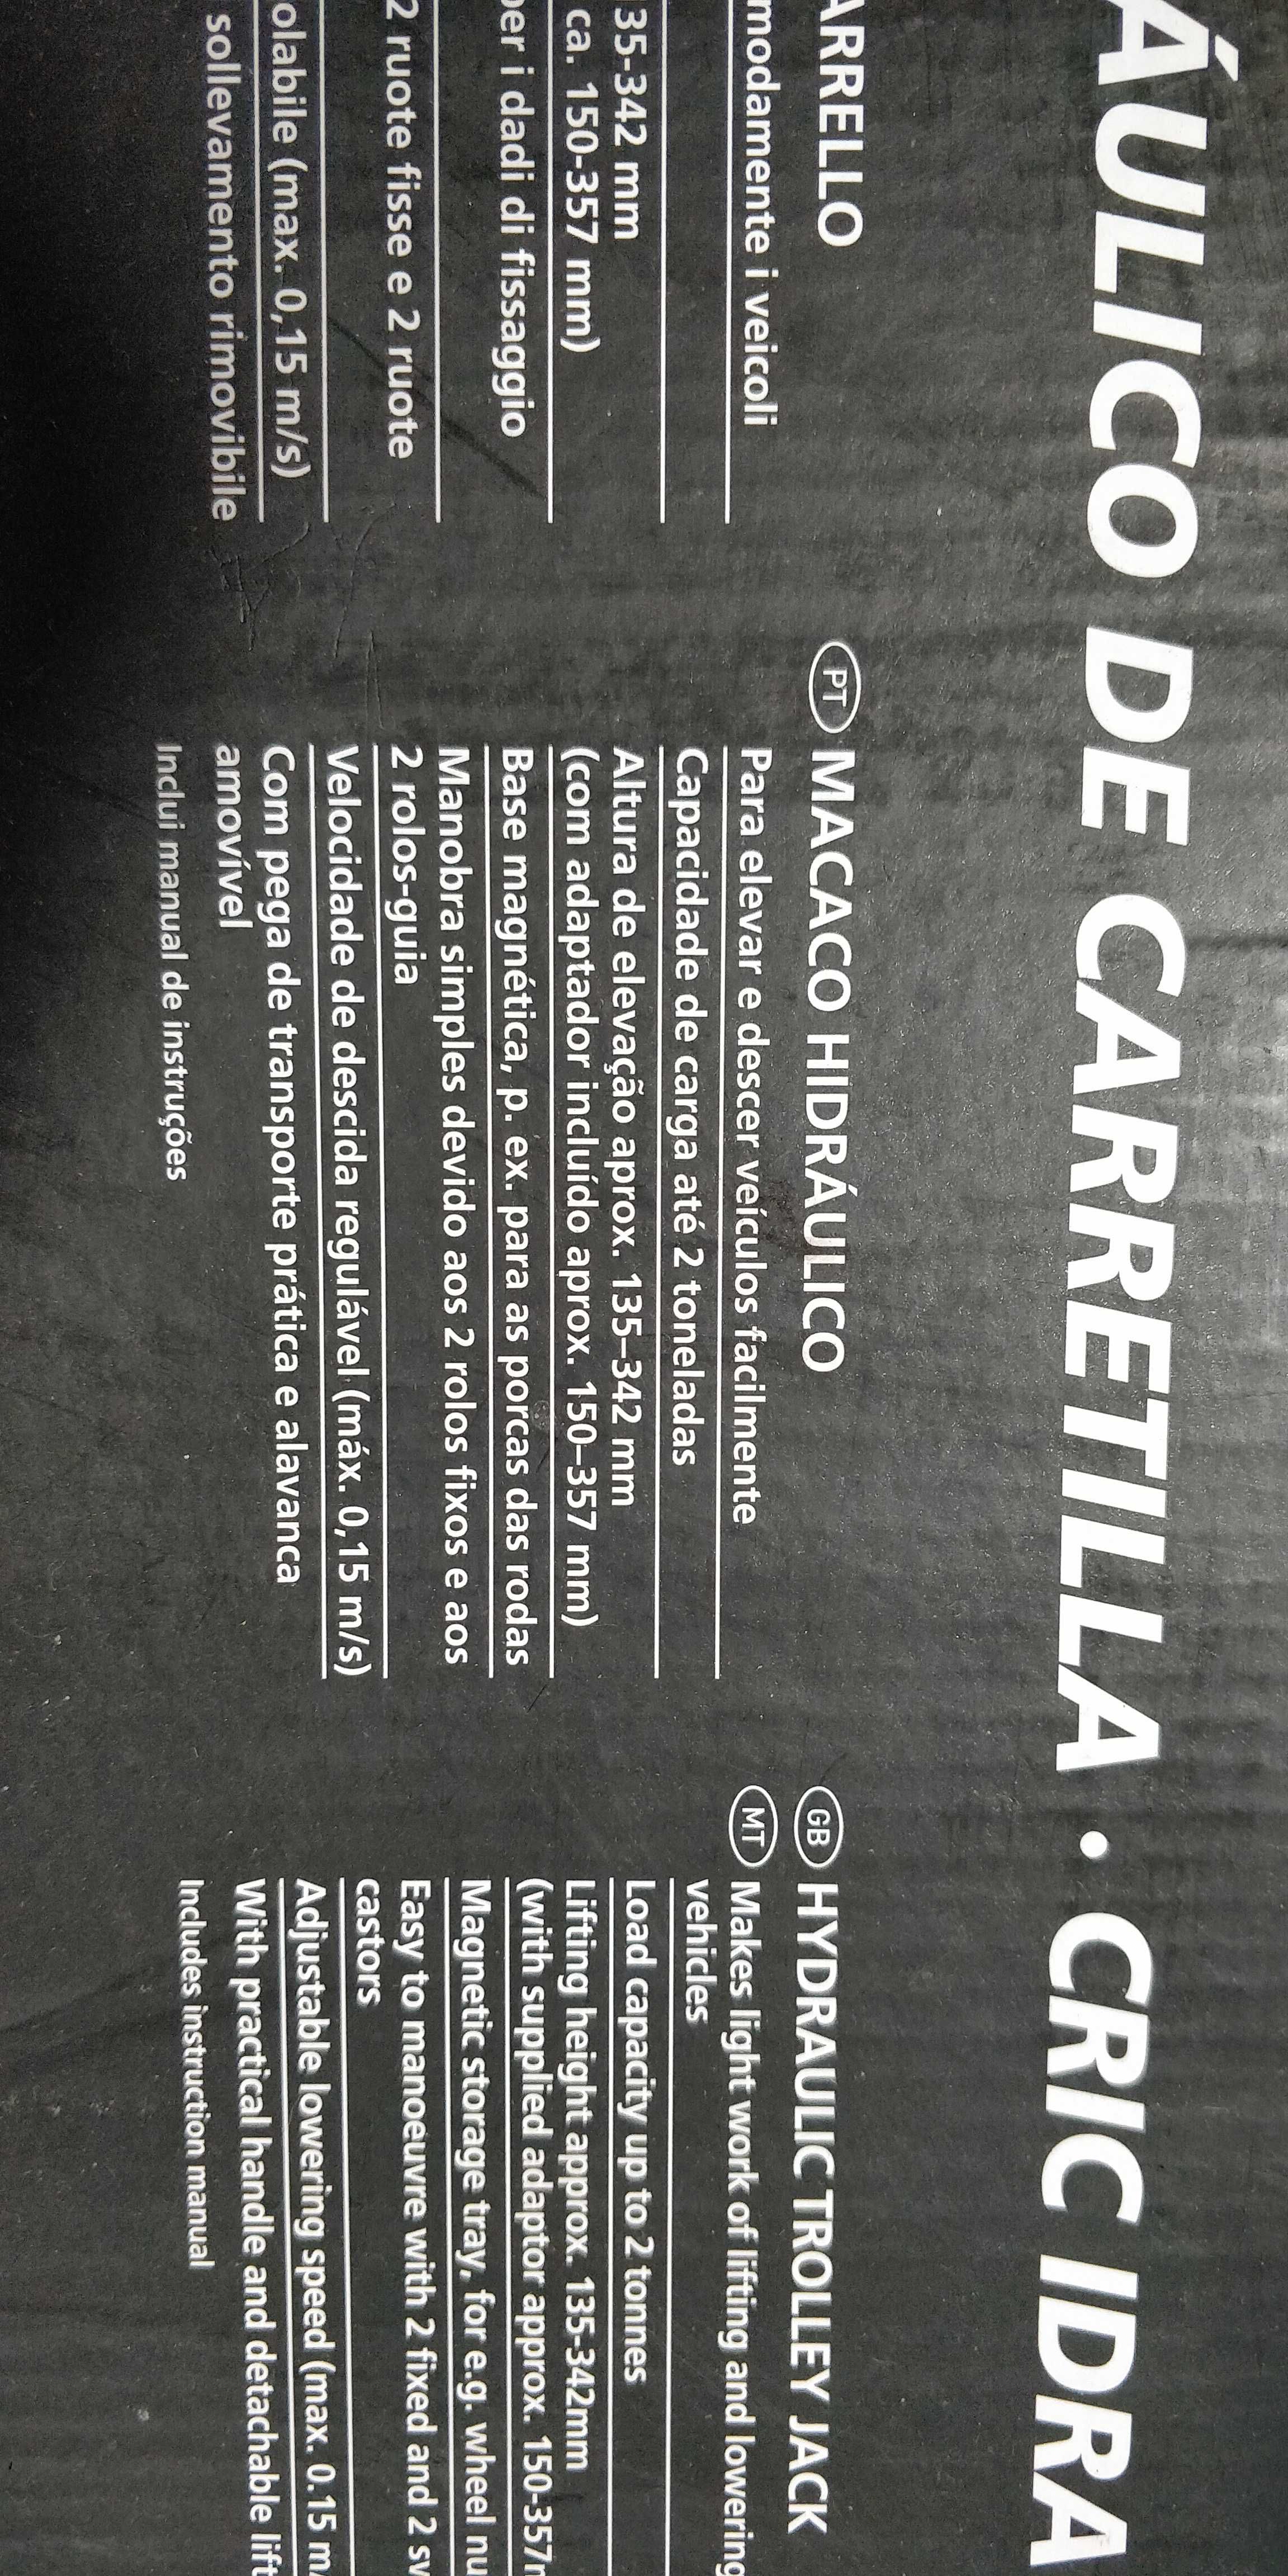 ÁULICO DE CARRETILLA • CRIC IDRA
ARRELLO
modamente i veicoli
35-342 mm
ca. 150-357 mm)
per i dadi di fissaggio
2 ruote fisse e 2 ruote
olabile (max. 0,15 m/s)
sollevamento rimovibile
PT MACACO HIDRÁULICO
Para elevar e descer veículos facilmente
Capacidade de carga até 2 toneladas
Altura de elevação aprox. 135–342 mm
(com adaptador incluído aprox. 150–357 mm)
Base magnética, p. ex. para as porcas das rodas
Manobra simples devido aos 2 rolos fixos e aos
2 rolos-guia
Velocidade de descida regulável (máx. 0,15 m/s)
Com pega de transporte prática e alavanca
amovível
Inclui manual de instruções
GB HYDRAULIC TROLLEY JACK
MT Makes light work of lifting and lowering
vehicles
Load capacity up to 2 tonnes
Lifting height approx. 135-342mm
(with supplied adaptor approx. 150-357m
Magnetic storage tray, for e.g. wheel nu
Easy to manoeuvre with 2 fixed and 2 sw
castors
Adjustable lowering speed (max. 0.15 m/
With practical handle and detachable lift
Includes instruction manual